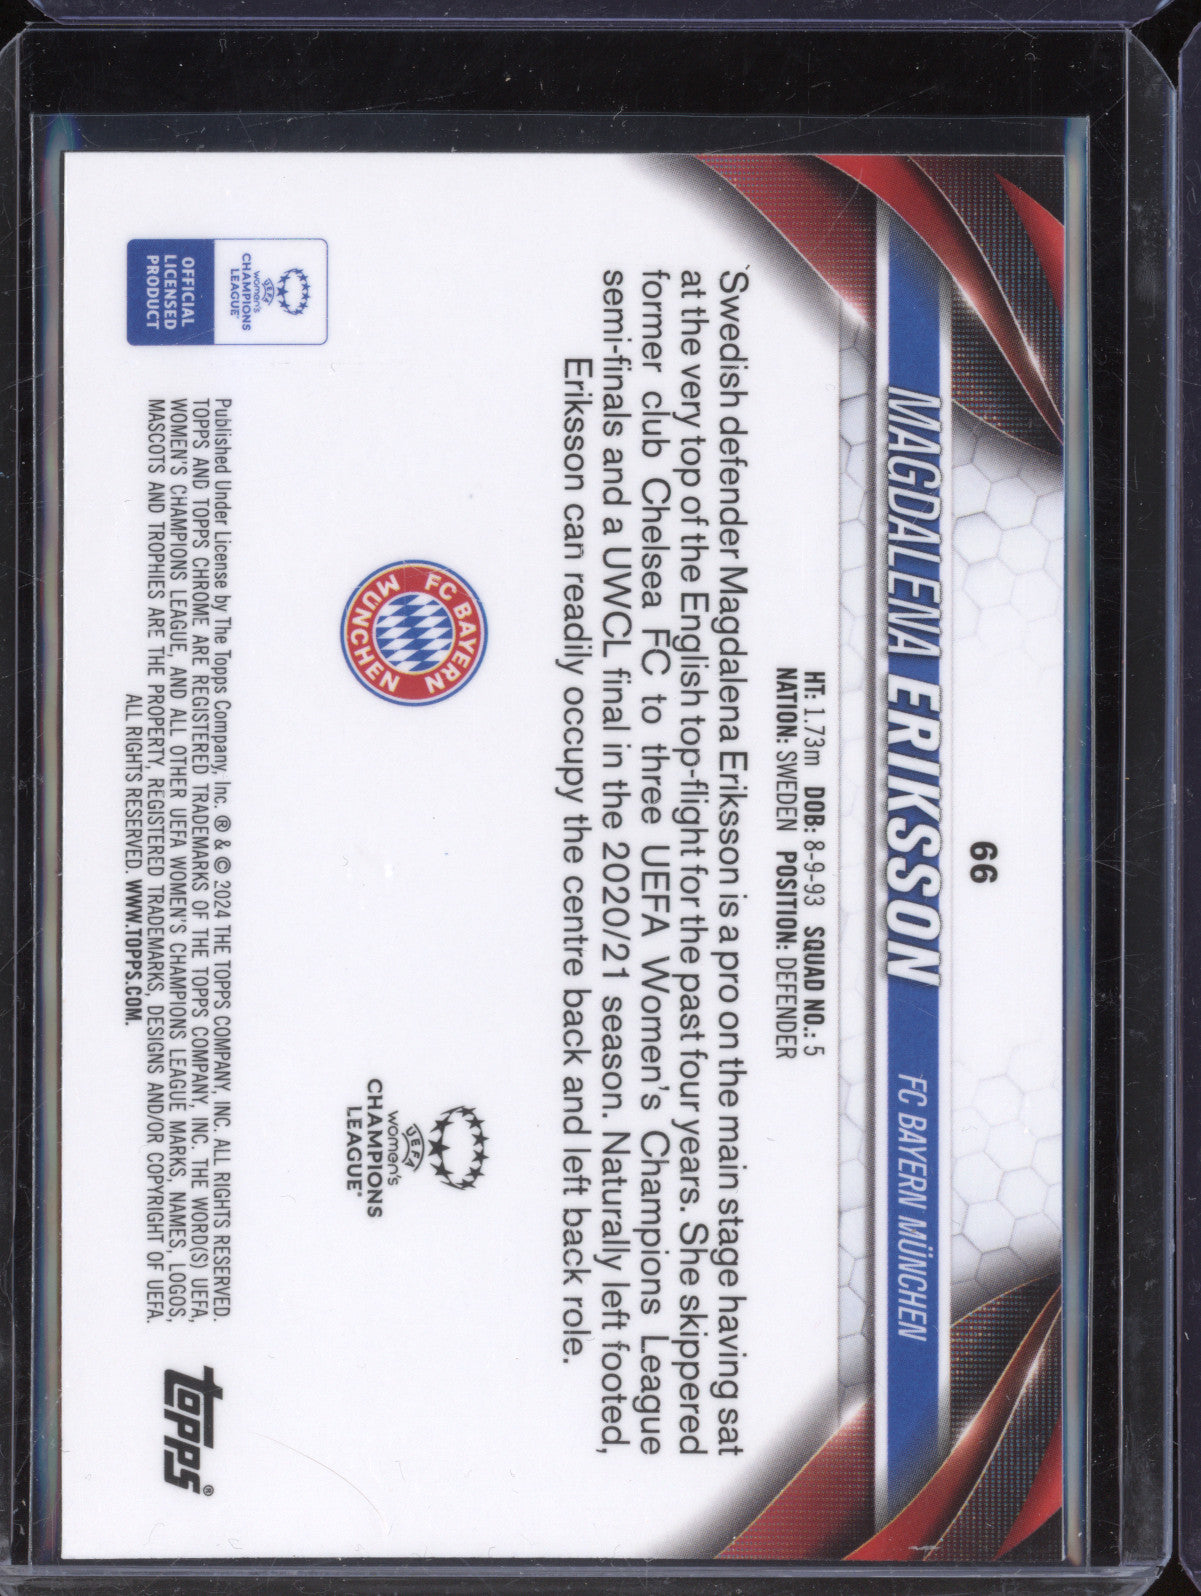 66
MAGDALENA ERIKSSON FC BAYERN MÜNCHEN
HT: 1.73m DOB: 8-9-93 SQUAD NO.: 5
NATION: SWEDEN POSITION: DEFENDER
`Swedish defender Magdalena Eriksson is a pro on the main stage having sat
at the very top of the English top-flight for the past four years. She skippered
former club Chelsea FC to three UEFA Women's Champions League
semi-finals and a UWCL final in the 2020/21 season. Naturally left footed,
Eriksson can readily occupy the centre back and left back role.
FC BAYERN
MÜNCHEN
UEFA
women's
CHAMPIONS
LEAGUE®
UEFA
women's
CHAMPIONS
LEAGUE®
OFFICIAL
LICENSED
PRODUCT
Published Under License by The Topps Company, Inc. ® & © 2024 THE TOPPS COMPANY, INC. ALL RIGHTS RESERVED.
TOPPS AND TOPPS CHROME ARE REGISTERED TRADEMARKS OF THE TOPPS COMPANY, INC. THE WORD(S) UEFA,
WOMEN'S CHAMPIONS LEAGUE, AND ALL OTHER UEFA WOMEN'S CHAMPIONS LEAGUE MARKS, NAMES, LOGOS,
MASCOTS AND TROPHIES ARE THE PROPERTY, REGISTERED TRADEMARKS, DESIGNS AND/OR COPYRIGHT OF UEFA.
ALL RIGHTS RESERVED. WWW.TOPPS.COM.
topps®